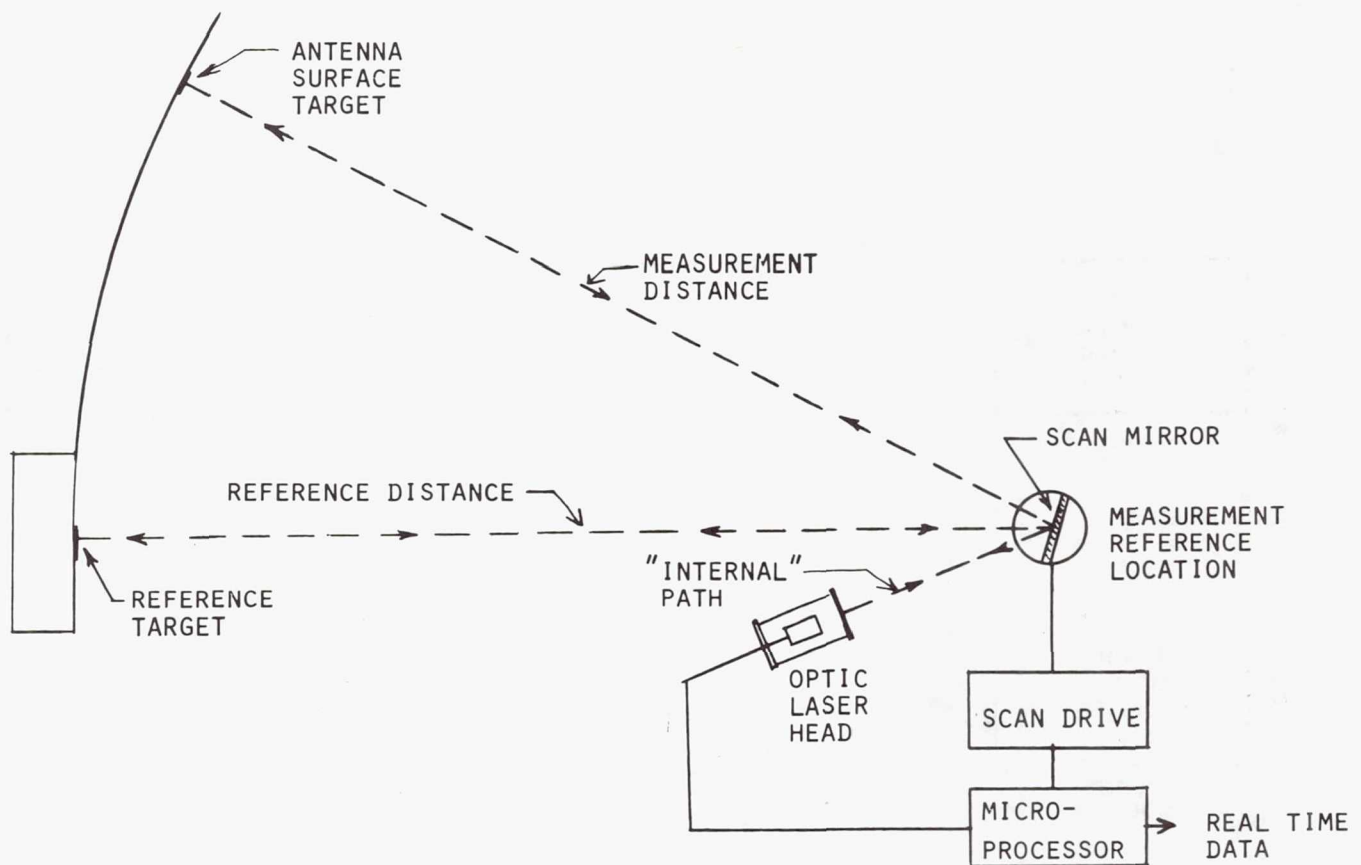 ANTENNA
SURFACE
TARGET
MEASUREMENT
DISTANCE
SCAN MIRROR
REFERENCE DISTANCE
MEASUREMENT
REFERENCE
LOCATION
"INTERNAL"
PATH
REFERENCE
TARGET
OPTIC
LASER
HEAD
SCAN DRIVE
MICRO-
PROCESSOR
REAL TIME
DATA